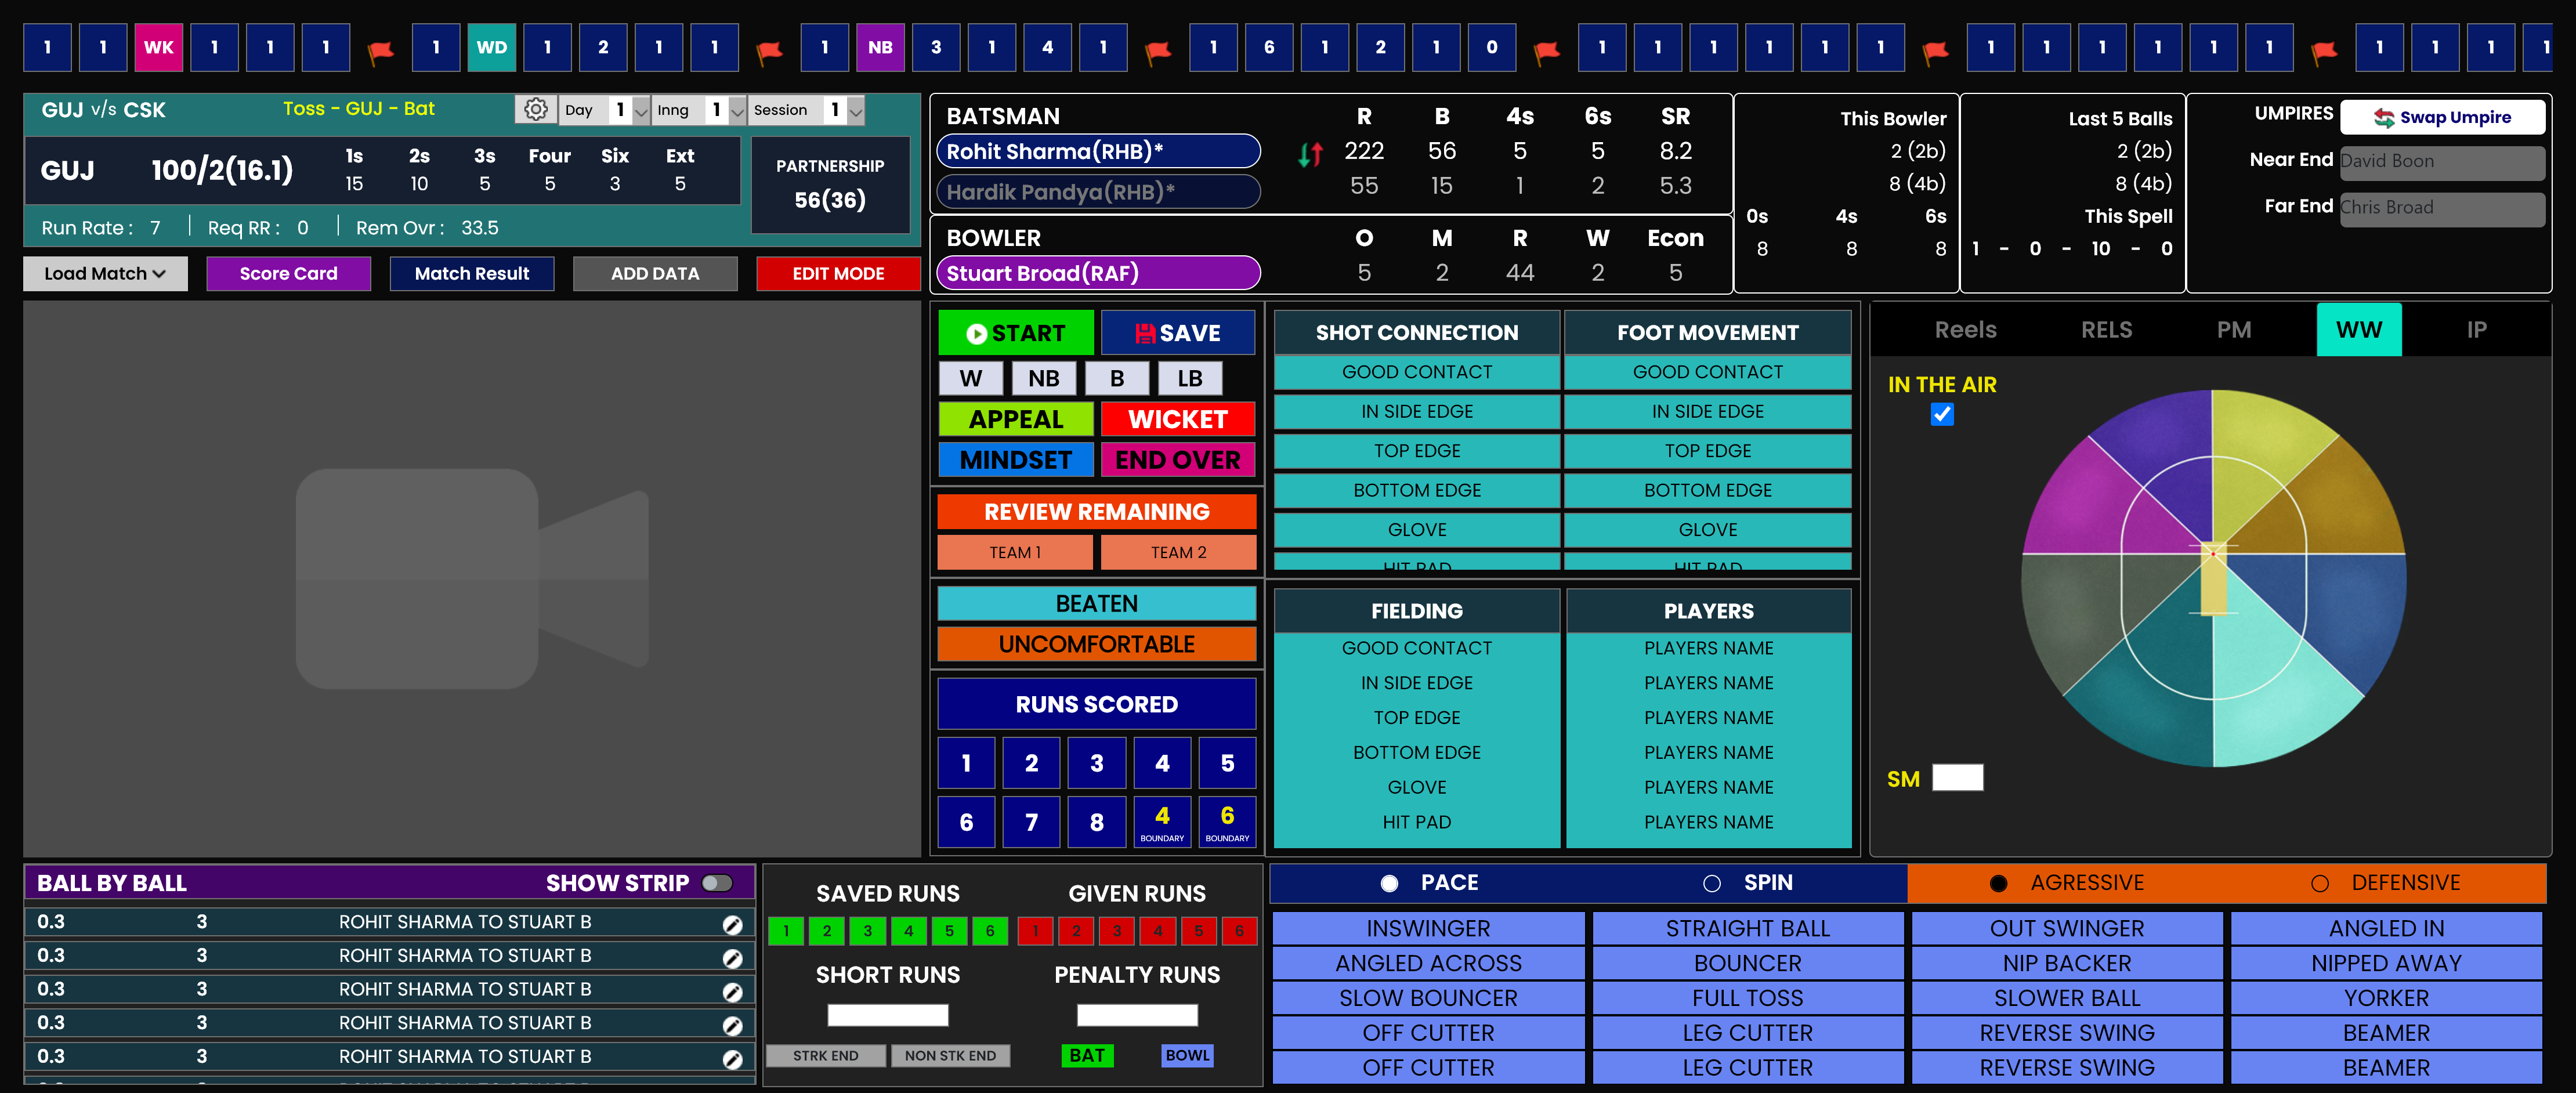 1 1 WK 1 1 1 1 WD 1 2 1 1 1 NB 3 1 4 1 1 6 1 2 1 0 1 1 1 1 1 1 1 1 1 1 1 1 1 1 1 1
GUJ v/s CSK Toss - GUJ - Bat Day 1 Inng 1 Session 1
GUJ 100/2(16.1)
1s 2s 3s Four Six Ext
15 10 5 5 3 5
PARTNERSHIP
56(36)
Run Rate : 7 Req RR : 0 Rem Ovr : 33.5
Load Match Score Card Match Result ADD DATA EDIT MODE
BATSMAN R B 4s 6s SR
Rohit Sharma(RHB)* 222 56 5 5 8.2
Hardik Pandya(RHB)* 55 15 1 2 5.3
BOWLER O M R W Econ
Stuart Broad(RAF) 5 2 44 2 5
This Bowler
2 (2b)
8 (4b)
0s 4s 6s
8 8 8
Last 5 Balls
2 (2b)
8 (4b)
This Spell
1 - 0 - 10 - 0
UMPIRES Swap Umpire
Near End David Boon
Far End Chris Broad
START SAVE
W NB B LB
APPEAL WICKET
MINDSET END OVER
REVIEW REMAINING
TEAM 1 TEAM 2
BEATEN
UNCOMFORTABLE
RUNS SCORED
1 2 3 4 5
6 7 8 4 BOUNDARY 6 BOUNDARY
SHOT CONNECTION FOOT MOVEMENT
GOOD CONTACT GOOD CONTACT
IN SIDE EDGE IN SIDE EDGE
TOP EDGE TOP EDGE
BOTTOM EDGE BOTTOM EDGE
GLOVE GLOVE
HIT PAD HIT PAD
FIELDING PLAYERS
GOOD CONTACT PLAYERS NAME
IN SIDE EDGE PLAYERS NAME
TOP EDGE PLAYERS NAME
BOTTOM EDGE PLAYERS NAME
GLOVE PLAYERS NAME
HIT PAD PLAYERS NAME
Reels RELS PM WW IP
IN THE AIR
SM
BALL BY BALL SHOW STRIP
0.3 3 ROHIT SHARMA TO STUART B
0.3 3 ROHIT SHARMA TO STUART B
0.3 3 ROHIT SHARMA TO STUART B
0.3 3 ROHIT SHARMA TO STUART B
0.3 3 ROHIT SHARMA TO STUART B
SAVED RUNS GIVEN RUNS
1 2 3 4 5 6 1 2 3 4 5 6
SHORT RUNS PENALTY RUNS
STRK END NON STK END BAT BOWL
PACE SPIN AGRESSIVE DEFENSIVE
INSWINGER STRAIGHT BALL OUT SWINGER ANGLED IN
ANGLED ACROSS BOUNCER NIP BACKER NIPPED AWAY
SLOW BOUNCER FULL TOSS SLOWER BALL YORKER
OFF CUTTER LEG CUTTER REVERSE SWING BEAMER
OFF CUTTER LEG CUTTER REVERSE SWING BEAMER